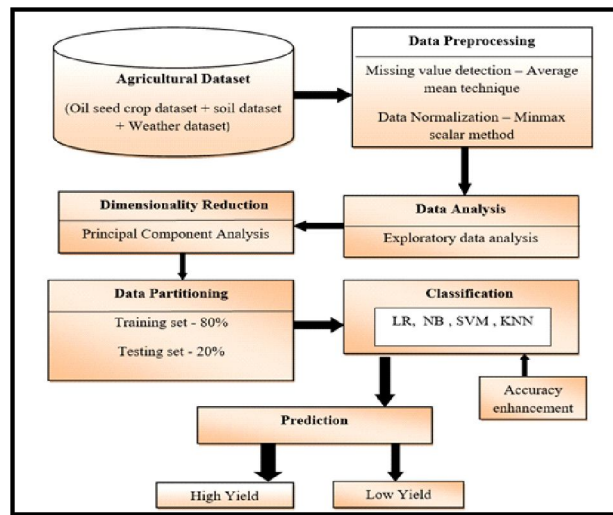 Agricultural Dataset
(Oil seed crop dataset + soil dataset
+ Weather dataset)
Data Preprocessing
Missing value detection – Average
mean technique
Data Normalization – Minmax
scalar method
Dimensionality Reduction
Principal Component Analysis
Data Analysis
Exploratory data analysis
Data Partitioning
Training set - 80%
Testing set - 20%
Classification
LR, NB , SVM , KNN
Accuracy
enhancement
Prediction
High Yield
Low Yield